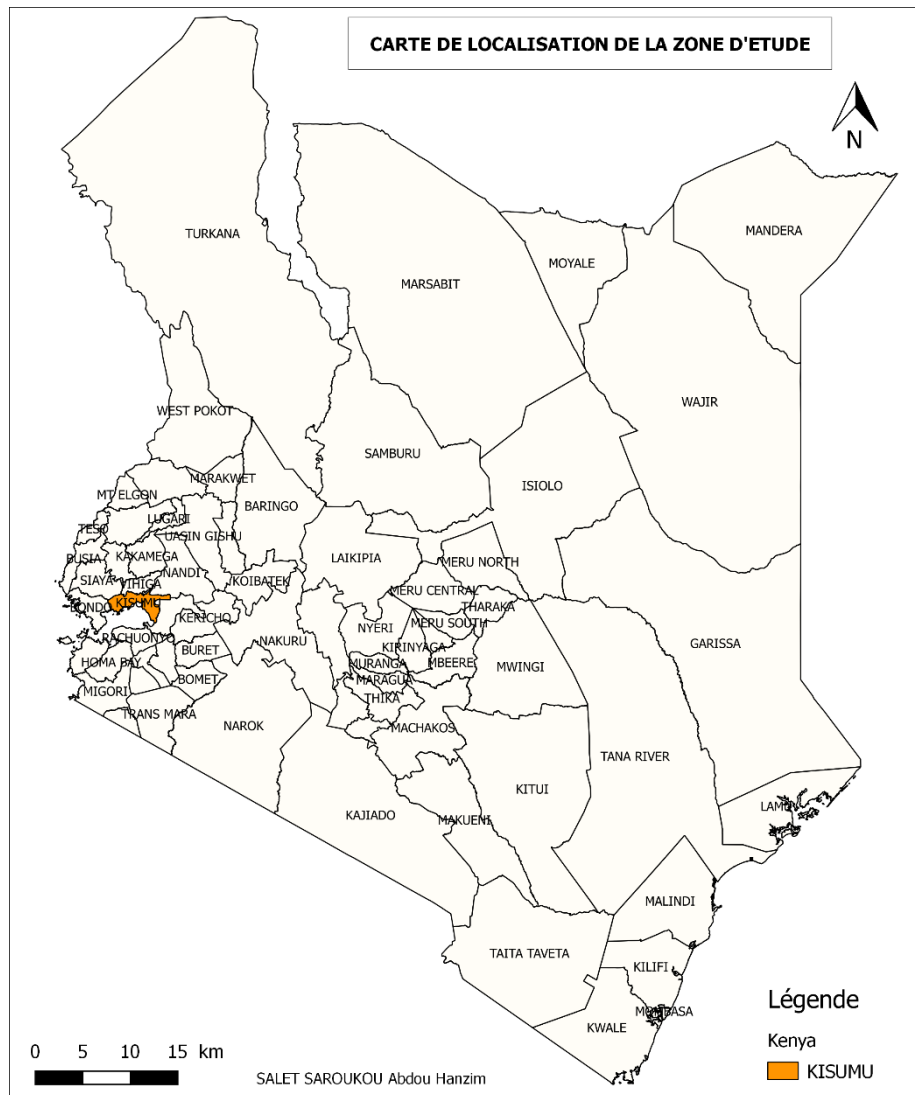 CARTE DE LOCALISATION DE LA ZONE D'ETUDE
N
TURKANA
MANDERA
MOYALE
MARSABIT
WAJIR
WEST POKOT
SAMBURU
ISIOLO
MARAKWET
MT ELGON
BARINGO
LUGARI
TESO
UASIN GISHU
BUSIA
KAKAMEGA
LAIKIPIA
MERU NORTH
NANDI
SIAYA
VIHIGA
KOIBATEK
MERU CENTRAL
BONDO
KISUMU
THARAKA
KERICHO
NYERI
MERU SOUTH
RACHUONYO
NAKURU
KIRINYAGA
GARISSA
BURET
HOMA BAY
MURANGA
MBEERE
MWINGI
BOMET
MARAGUA
MIGORI
THIKA
TRANS MARA
NAROK
MACHAKOS
TANA RIVER
KITUI
LAMU
KAJIADO
MAKUENI
MALINDI
TAITA TAVETA
KILIFI
MOMBASA
KWALE
Légende
Kenya
KISUMU
0 5 10 15 km
SALET SAROUKOU Abdou Hanzim